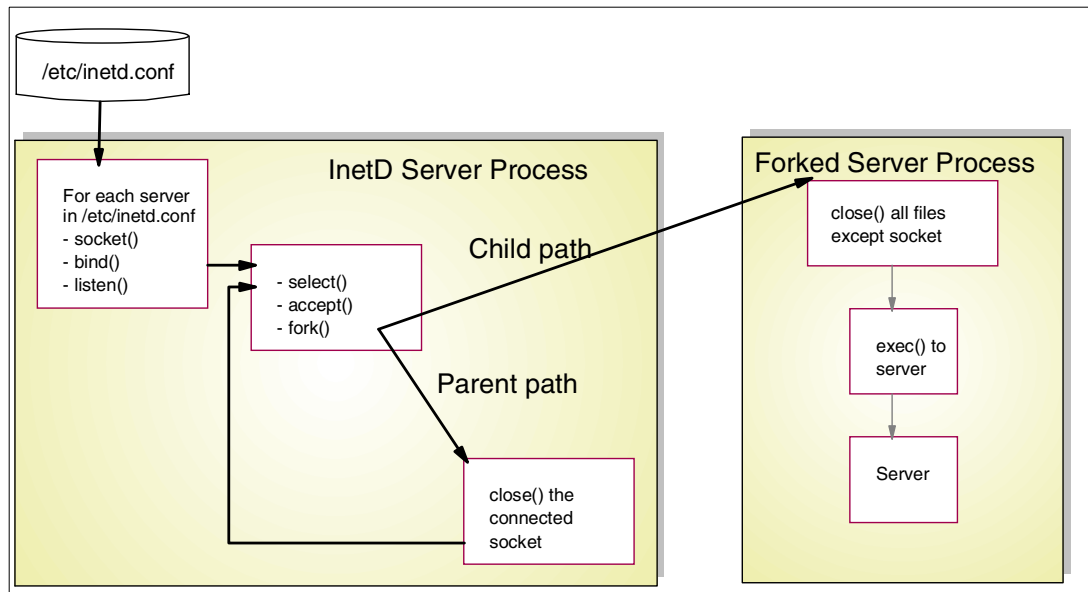 /etc/inetd.conf
InetD Server Process
For each server
in /etc/inetd.conf
- socket()
- bind()
- listen()
- select()
- accept()
- fork()
Child path
Parent path
close() the
connected
socket
Forked Server Process
close() all files
except socket
exec() to
server
Server